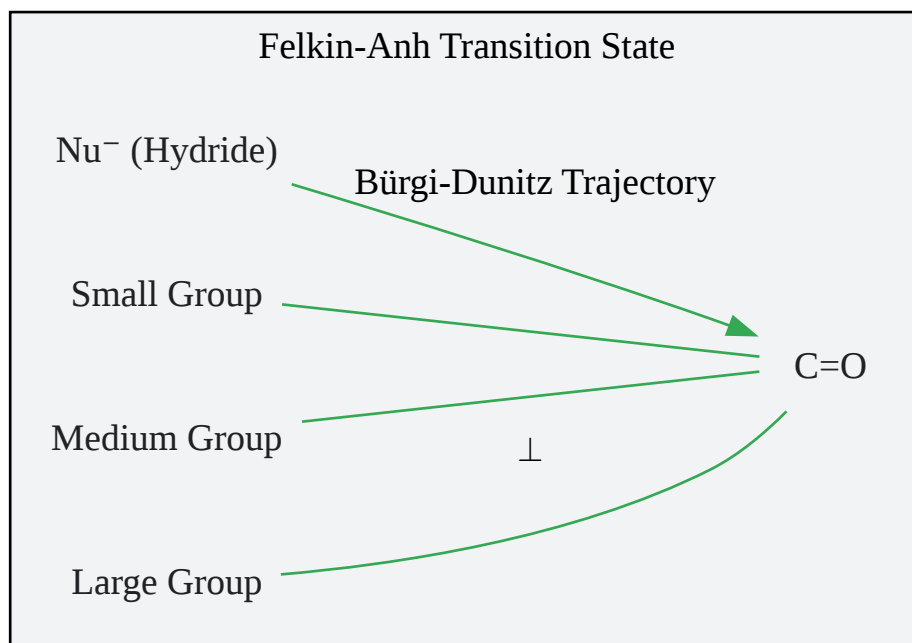 Felkin-Anh Transition State
Nu⁻ (Hydride)
Bürgi-Dunitz Trajectory
Small Group
C=O
Medium Group
⊥
Large Group